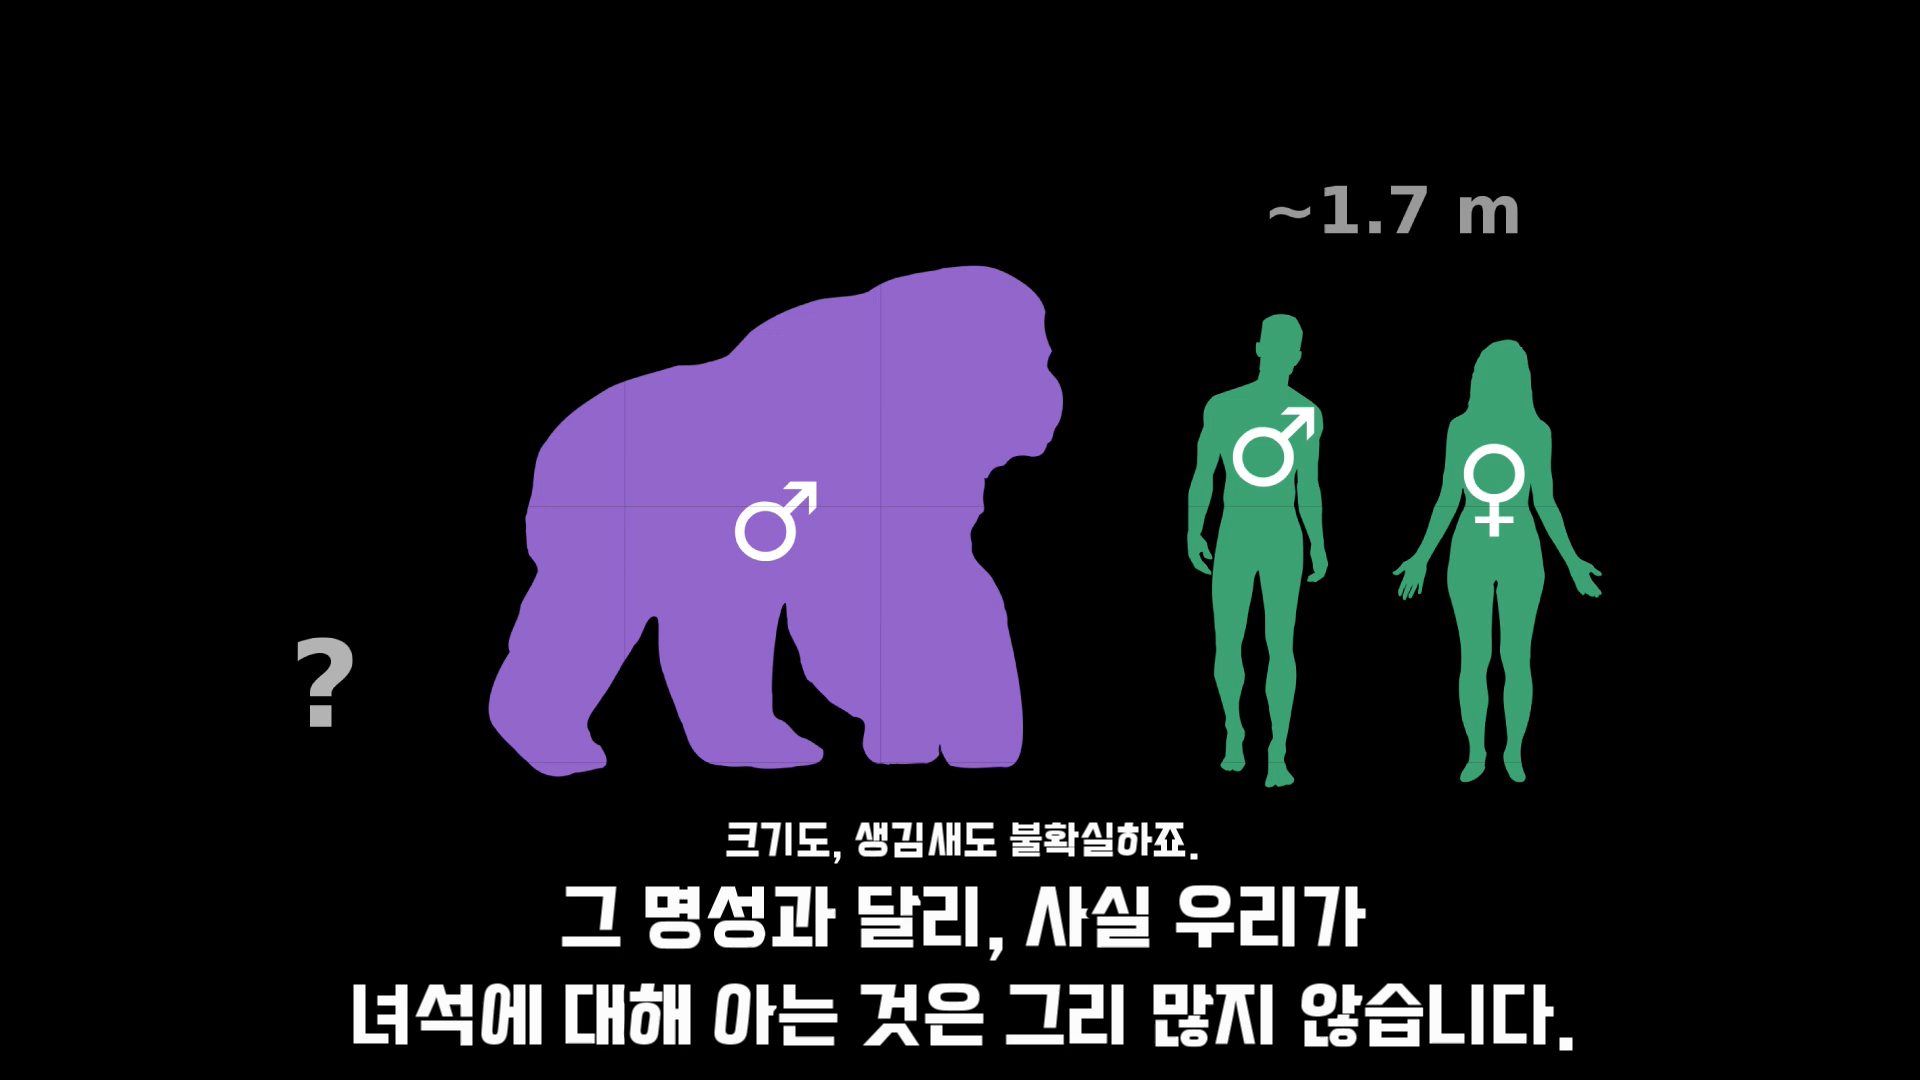 ~1.7 m
♂
♂
♀
?
크기도, 생김새도 불확실하죠.
그 명성과 달리, 사실 우리가
녀석에 대해 아는 것은 그리 많지 않습니다.